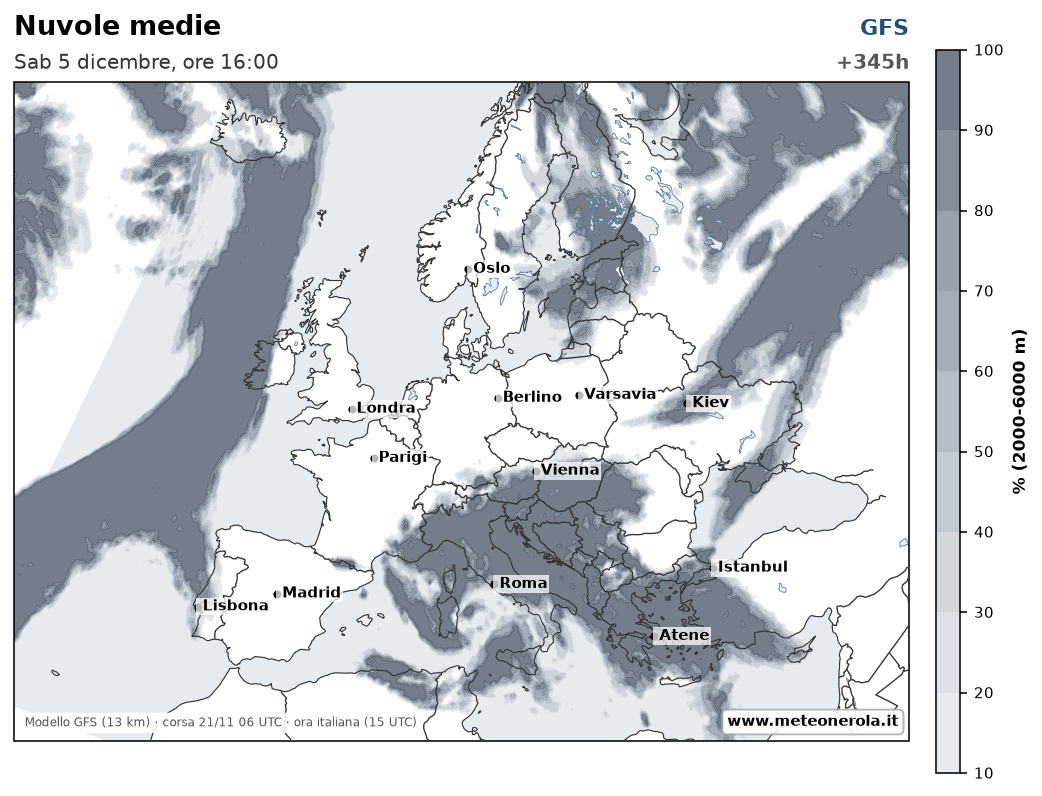 Nuvole medie
GFS
Sab 5 dicembre, ore 16:00
+345h
100
90
80
70
60
50
40
30
20
10
% (2000-6000 m)
Oslo
Berlino
Varsavia
Kiev
Londra
Parigi
Vienna
Istanbul
Roma
Madrid
Lisbona
Atene
Modello GFS (13 km) · corsa 21/11 06 UTC · ora italiana (15 UTC)
www.meteonerola.it